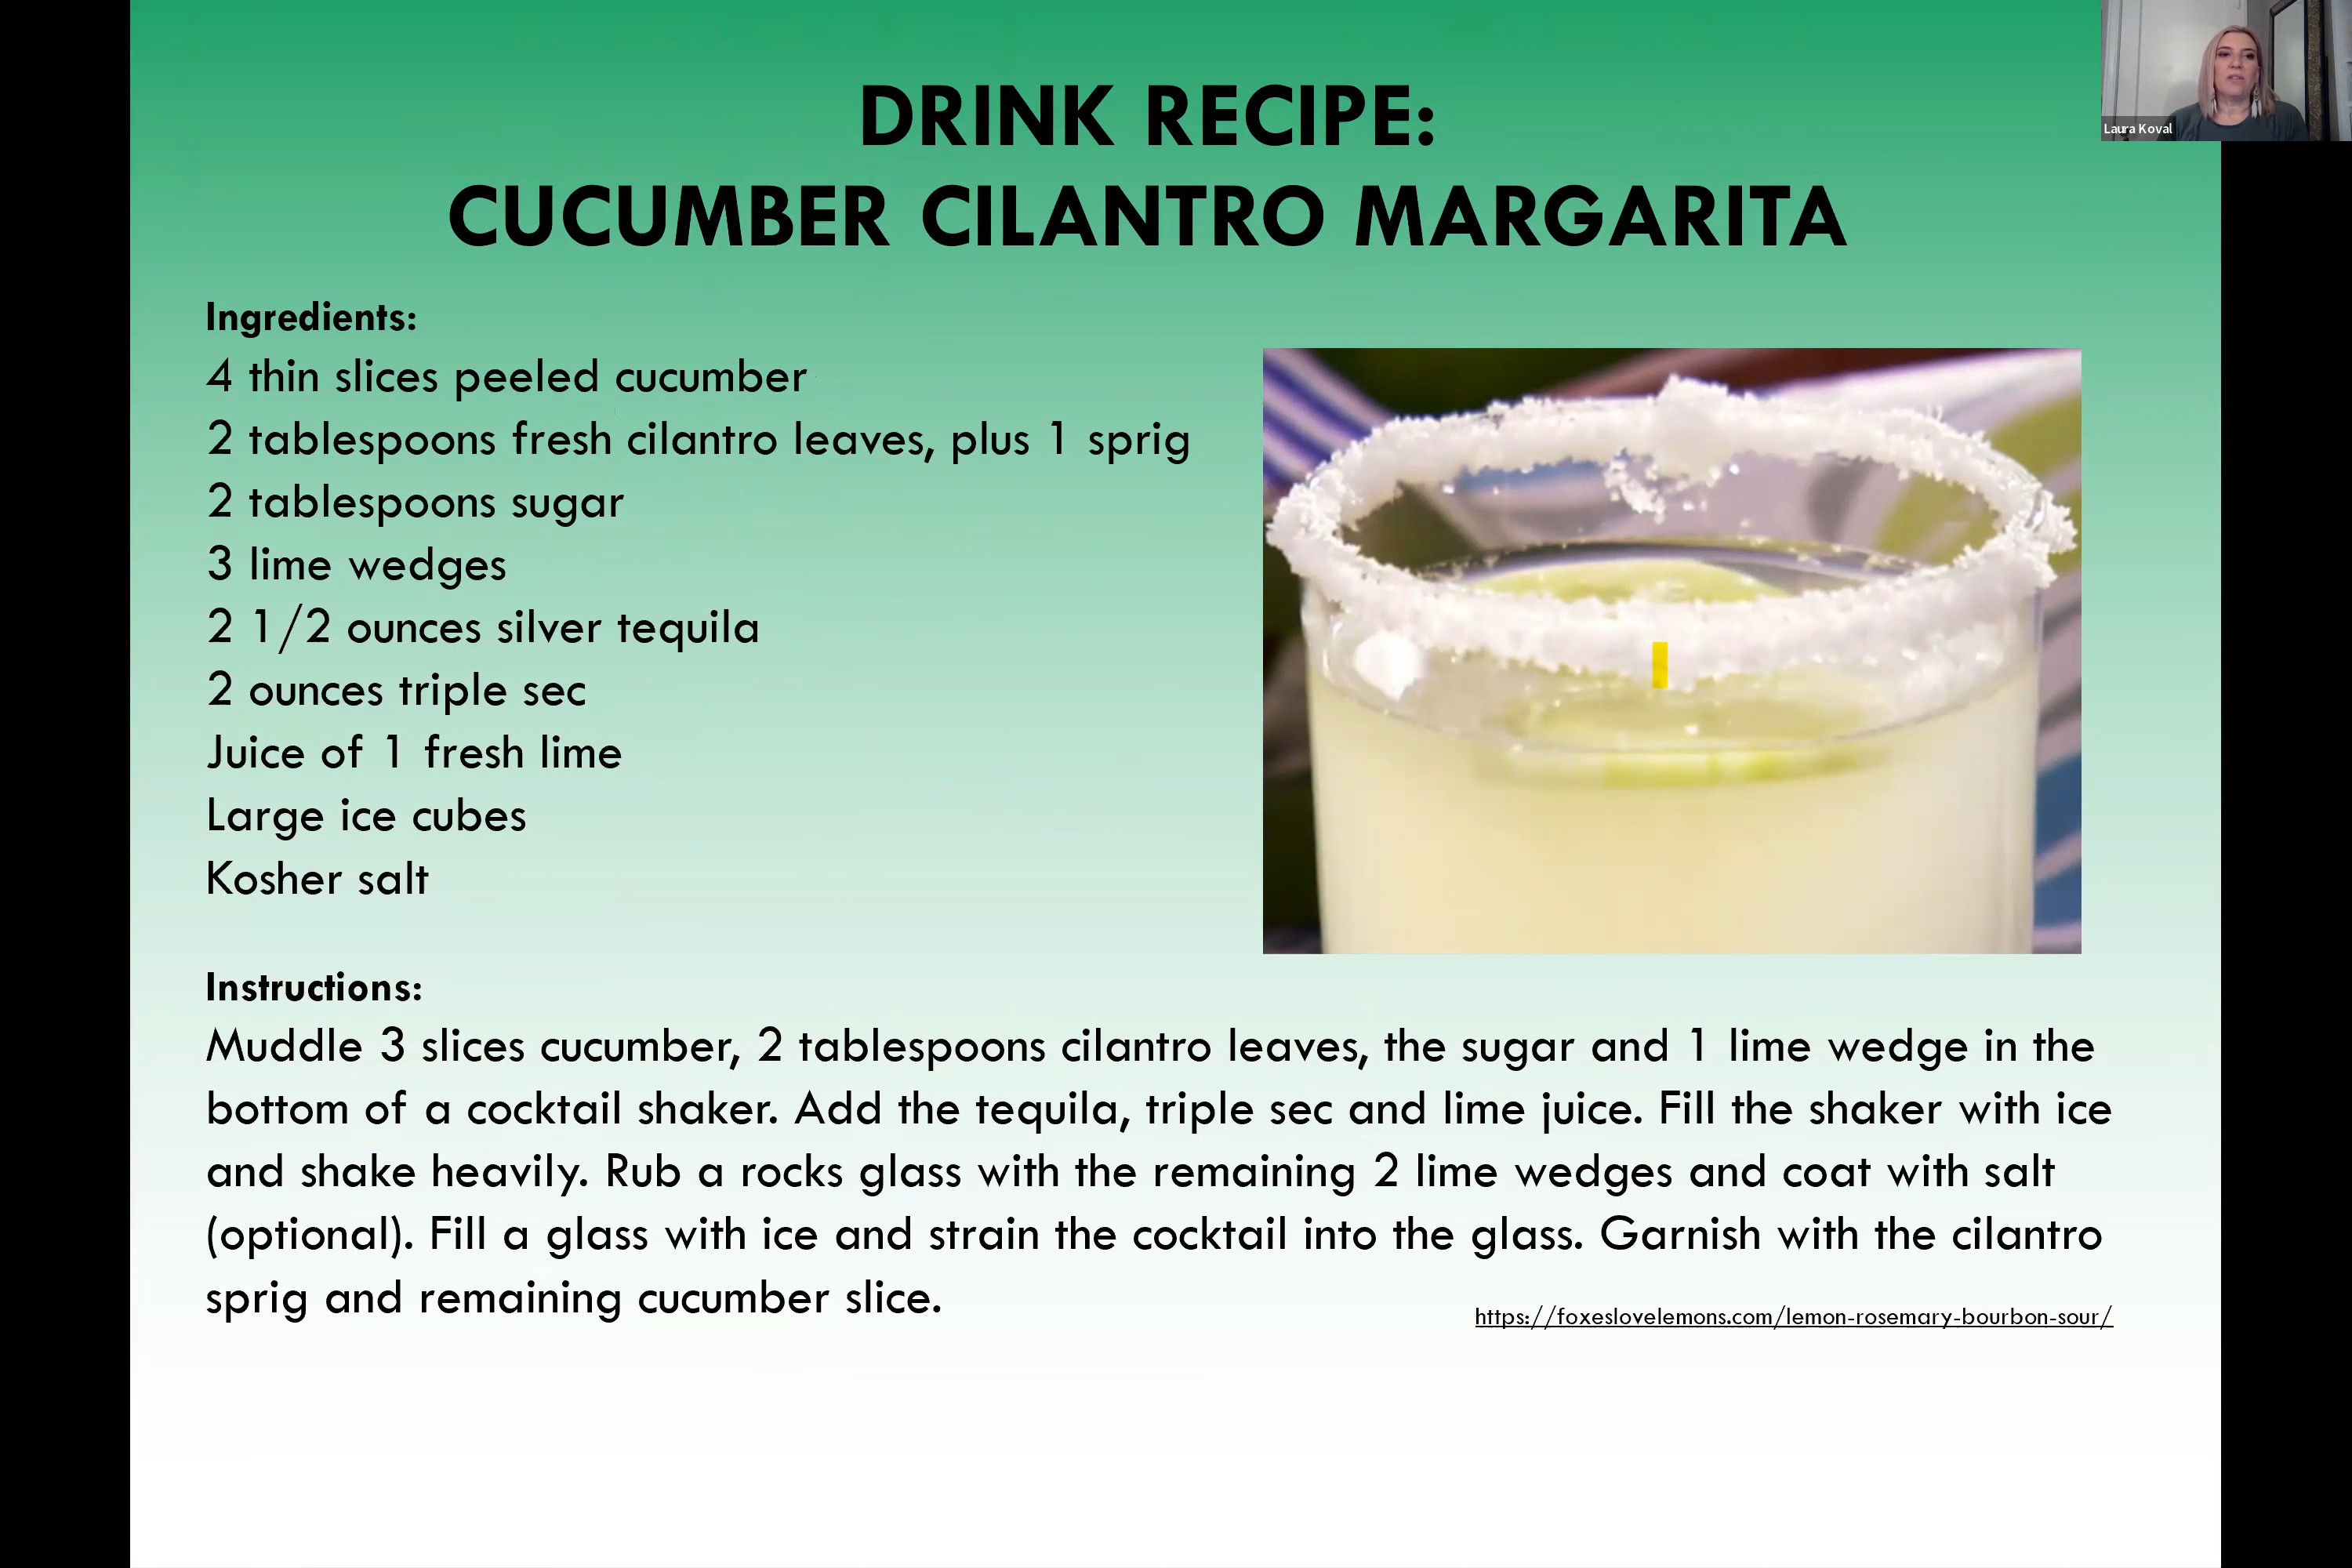 DRINK RECIPE:
CUCUMBER CILANTRO MARGARITA
Laura Koval
Ingredients:
4 thin slices peeled cucumber
2 tablespoons fresh cilantro leaves, plus 1 sprig
2 tablespoons sugar
3 lime wedges
2 1/2 ounces silver tequila
2 ounces triple sec
Juice of 1 fresh lime
Large ice cubes
Kosher salt
Instructions:
Muddle 3 slices cucumber, 2 tablespoons cilantro leaves, the sugar and 1 lime wedge in the
bottom of a cocktail shaker. Add the tequila, triple sec and lime juice. Fill the shaker with ice
and shake heavily. Rub a rocks glass with the remaining 2 lime wedges and coat with salt
(optional). Fill a glass with ice and strain the cocktail into the glass. Garnish with the cilantro
sprig and remaining cucumber slice.
https://foxeslovelemons.com/lemon-rosemary-bourbon-sour/